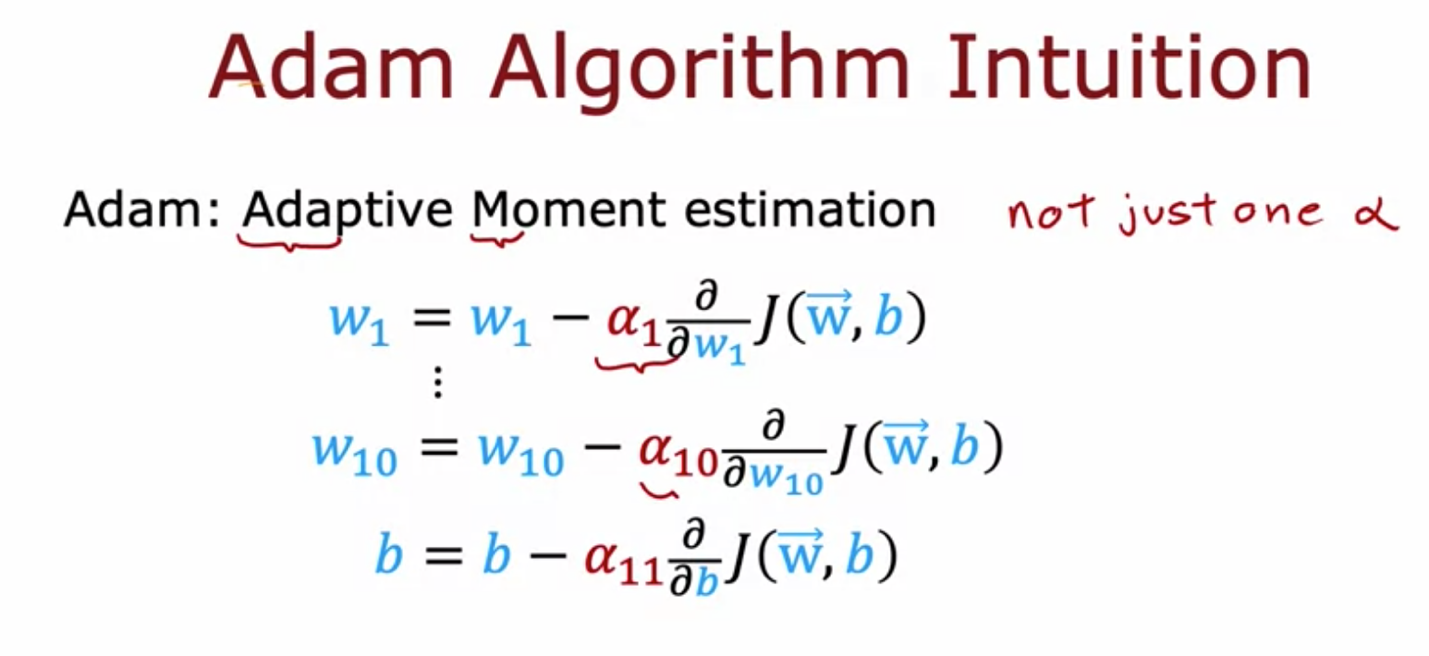 Adam Algorithm Intuition
Adam: Adaptive Moment estimation not just one α
w₁ = w₁ − α₁ ∂/∂w₁ J(w⃗, b)
⋮
w₁₀ = w₁₀ − α₁₀ ∂/∂w₁₀ J(w⃗, b)
b = b − α₁₁ ∂/∂b J(w⃗, b)